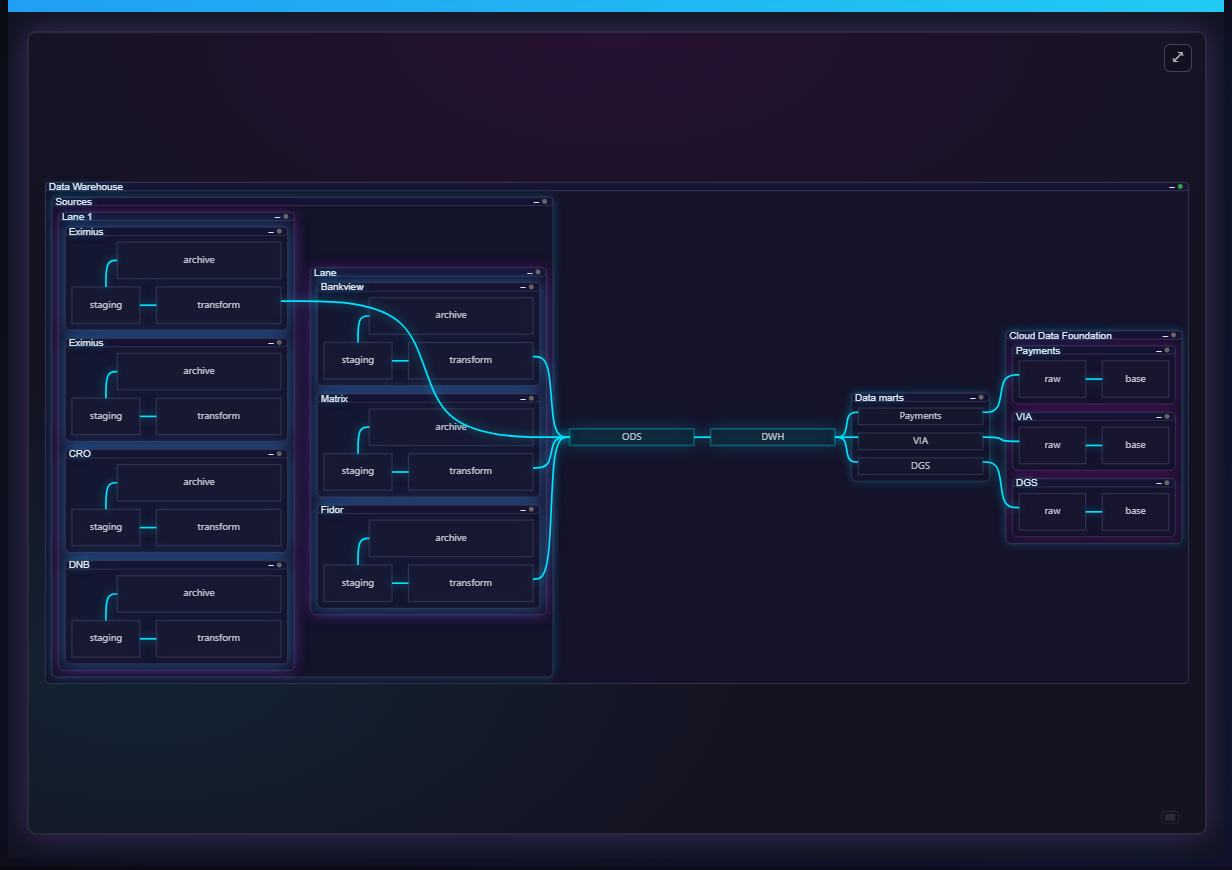 Data Warehouse
Sources
Lane 1
Eximius
archive
staging
transform
Eximius
archive
staging
transform
CRO
archive
staging
transform
DNB
archive
staging
transform
Lane
Bankview
archive
staging
transform
Matrix
archive
staging
transform
Fidor
archive
staging
transform
ODS
DWH
Data marts
Payments
VIA
DGS
Cloud Data Foundation
Payments
raw
base
VIA
raw
base
DGS
raw
base